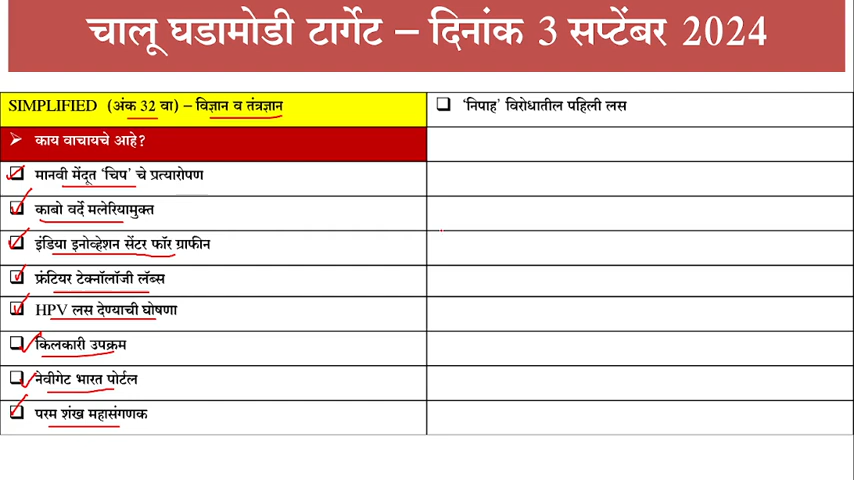 चालू घडामोडी टार्गेट – दिनांक 3 सप्टेंबर 2024
SIMPLIFIED (अंक 32 वा) – विज्ञान व तंत्रज्ञान
काय वाचायचे आहे?
मानवी मेंदूत 'चिप' चे प्रत्यारोपण
काबो वर्दे मलेरियामुक्त
इंडिया इनोव्हेशन सेंटर फॉर ग्राफीन
फ्रंटियर टेक्नॉलॉजी लॅब्स
HPV लस देण्याची घोषणा
किलकारी उपक्रम
नेवीगेट भारत पोर्टल
परम शंख महासंगणक
'निपाह' विरोधातील पहिली लस